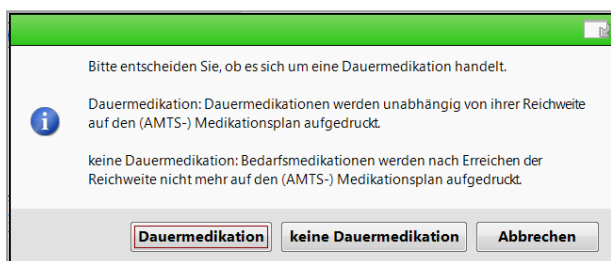 Bitte entscheiden Sie, ob es sich um eine Dauermedikation handelt.
Dauermedikation: Dauermedikationen werden unabhängig von ihrer Reichweite
auf den (AMTS-) Medikationsplan aufgedruckt.
keine Dauermedikation: Bedarfsmedikationen werden nach Erreichen der
Reichweite nicht mehr auf den (AMTS-) Medikationsplan aufgedruckt.
Dauermedikation keine Dauermedikation Abbrechen